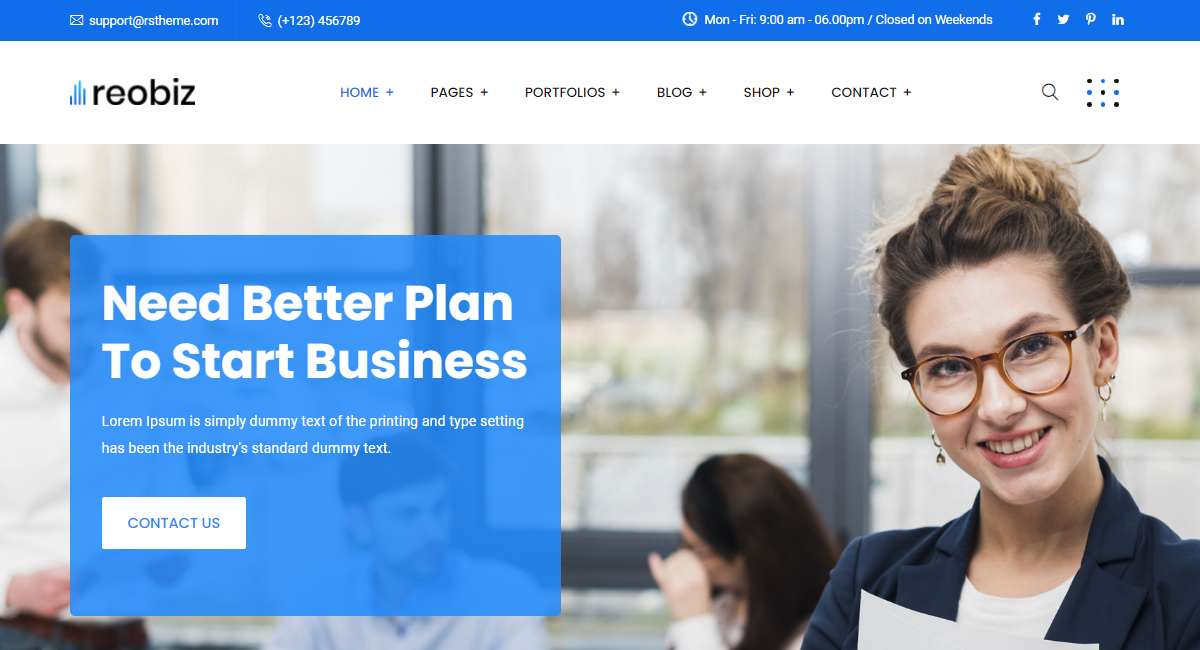 support@rstheme.com (+123) 456789 Mon - Fri: 9:00 am - 06.00pm / Closed on Weekends
reobiz HOME + PAGES + PORTFOLIOS + BLOG + SHOP + CONTACT +
Need Better Plan
To Start Business
Lorem Ipsum is simply dummy text of the printing and type setting
has been the industry's standard dummy text.
CONTACT US